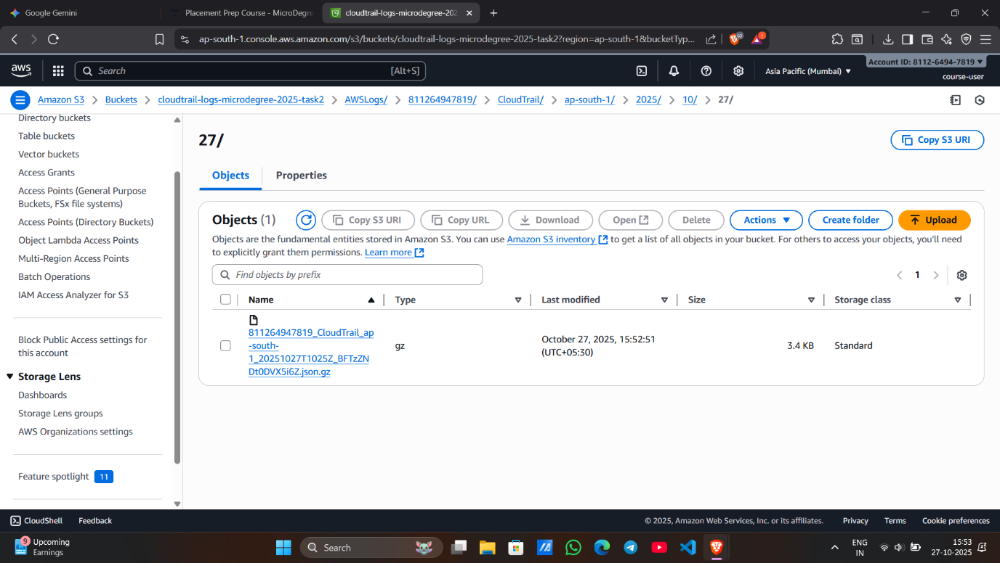 Google Gemini
Placement Prep Course - MicroDegre
cloudtrail-logs-microdegree-202
ap-south-1.console.aws.amazon.com/s3/buckets/cloudtrail-logs-microdegree-2025-task2?region=ap-south-1&bucketTyp...
60
1
aws
Search [Alt+S]
Asia Pacific (Mumbai)
Account ID: 8112-6494-7819
course-user
Amazon S3 > Buckets > cloudtrail-logs-microdegree-2025-task2 > AWSLogs/ > 811264947819/ > CloudTrail/ > ap-south-1/ > 2025/ > 10/ > 27/
Directory buckets
Table buckets
Vector buckets
Access Grants
Access Points (General Purpose
Buckets, FSx file systems)
Access Points (Directory Buckets)
Object Lambda Access Points
Multi-Region Access Points
Batch Operations
IAM Access Analyzer for S3
Block Public Access settings for
this account
Storage Lens
Dashboards
Storage Lens groups
AWS Organizations settings
Feature spotlight 11
27/
Copy S3 URI
Objects Properties
Objects (1) Copy S3 URI Copy URL Download Open Delete Actions Create folder Upload
Objects are the fundamental entities stored in Amazon S3. You can use Amazon S3 inventory to get a list of all objects in your bucket. For others to access your objects, you'll need
to explicitly grant them permissions. Learn more
Find objects by prefix
1
Name Type Last modified Size Storage class
811264947819_CloudTrail_ap
-south-
1_20251027T1025Z_BFTzZN
Dt0DVX5i6Z.json.gz
gz
October 27, 2025, 15:52:51
(UTC+05:30)
3.4 KB
Standard
CloudShell Feedback © 2025, Amazon Web Services, Inc. or its affiliates. Privacy Terms Cookie preferences
9
Upcoming
Earnings
Search
ENG
IN
15:53
27-10-2025